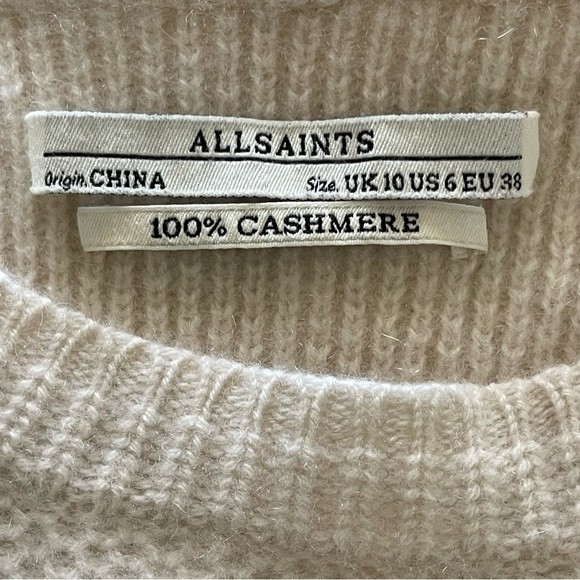 ALLSAINTS
Origin. CHINA Size. UK 10 US 6 EU 38
100% CASHMERE